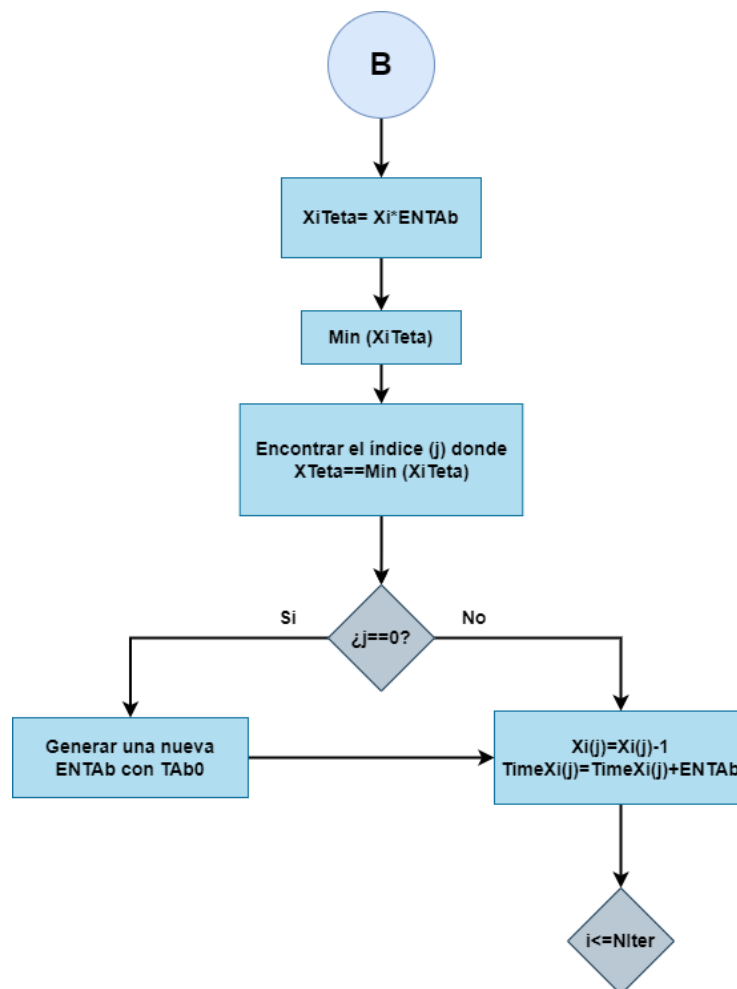 B
XiTeta= Xi*ENTAb
Min (XiTeta)
Encontrar el índice (j) donde
XTeta==Min (XiTeta)
¿j==0?
Si
No
Generar una nueva
ENTAb con TAb0
Xi(j)=Xi(j)-1
TimeXi(j)=TimeXi(j)+ENTAb
i<=NIter